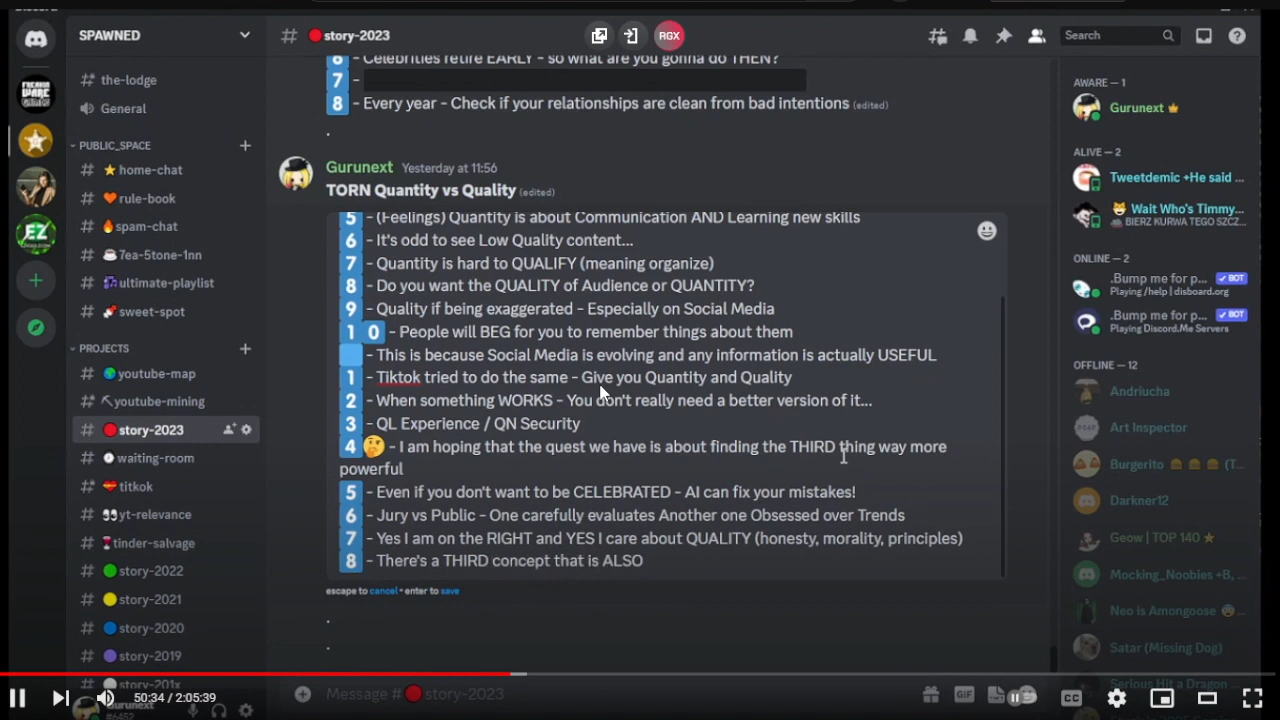 SPAWNED
the-lodge
General
PUBLIC_SPACE
home-chat
rule-book
spam-chat
7ea-5tone-1nn
ultimate-playlist
sweet-spot
PROJECTS
youtube-map
youtube-mining
story-2023
waiting-room
titkok
yt-relevance
tinder-salvage
story-2022
story-2021
story-2020
story-2019
story-201x
Gurunext
#6452
story-2023
RGX
Search
6 - Celebrities retire EARLY - so what are you gonna do THEN?
7 -
8 - Every year - Check if your relationships are clean from bad intentions (edited)
.
Gurunext Yesterday at 11:56
TORN Quantity vs Quality (edited)
5 - (Feelings) Quantity is about Communication AND Learning new skills
6 - It's odd to see Low Quality content...
7 - Quantity is hard to QUALIFY (meaning organize)
8 - Do you want the QUALITY of Audience or QUANTITY?
9 - Quality if being exaggerated - Especially on Social Media
1 0 - People will BEG for you to remember things about them
- This is because Social Media is evolving and any information is actually USEFUL
1 - Tiktok tried to do the same - Give you Quantity and Quality
2 - When something WORKS - You don't really need a better version of it...
3 - QL Experience / QN Security
4 🤔 - I am hoping that the quest we have is about finding the THIRD thing way more
powerful
5 - Even if you don't want to be CELEBRATED - AI can fix your mistakes!
6 - Jury vs Public - One carefully evaluates Another one Obsessed over Trends
7 - Yes I am on the RIGHT and YES I care about QUALITY (honesty, morality, principles)
8 - There's a THIRD concept that is ALSO
escape to cancel • enter to save
.
.
Message # story-2023
GIF
AWARE — 1
Gurunext
ALIVE — 2
Tweetdemic +He said ...
Wait Who's Timmy...
BIERZ KURWA TEGO SZCZ...
ONLINE — 2
.Bump me for p... BOT
Playing /help | disboard.org
.Bump me for p... BOT
Playing Discord.Me Servers
OFFLINE — 12
Andriucha
Art Inspector
Burgerito (T...
Darkner12
Geow | TOP 140
Mocking_Noobies +B, ...
Neo is Amongoose ...
Satar (Missing Dog)
Serious Hit a Dragon
50:34 / 2:05:39
CC